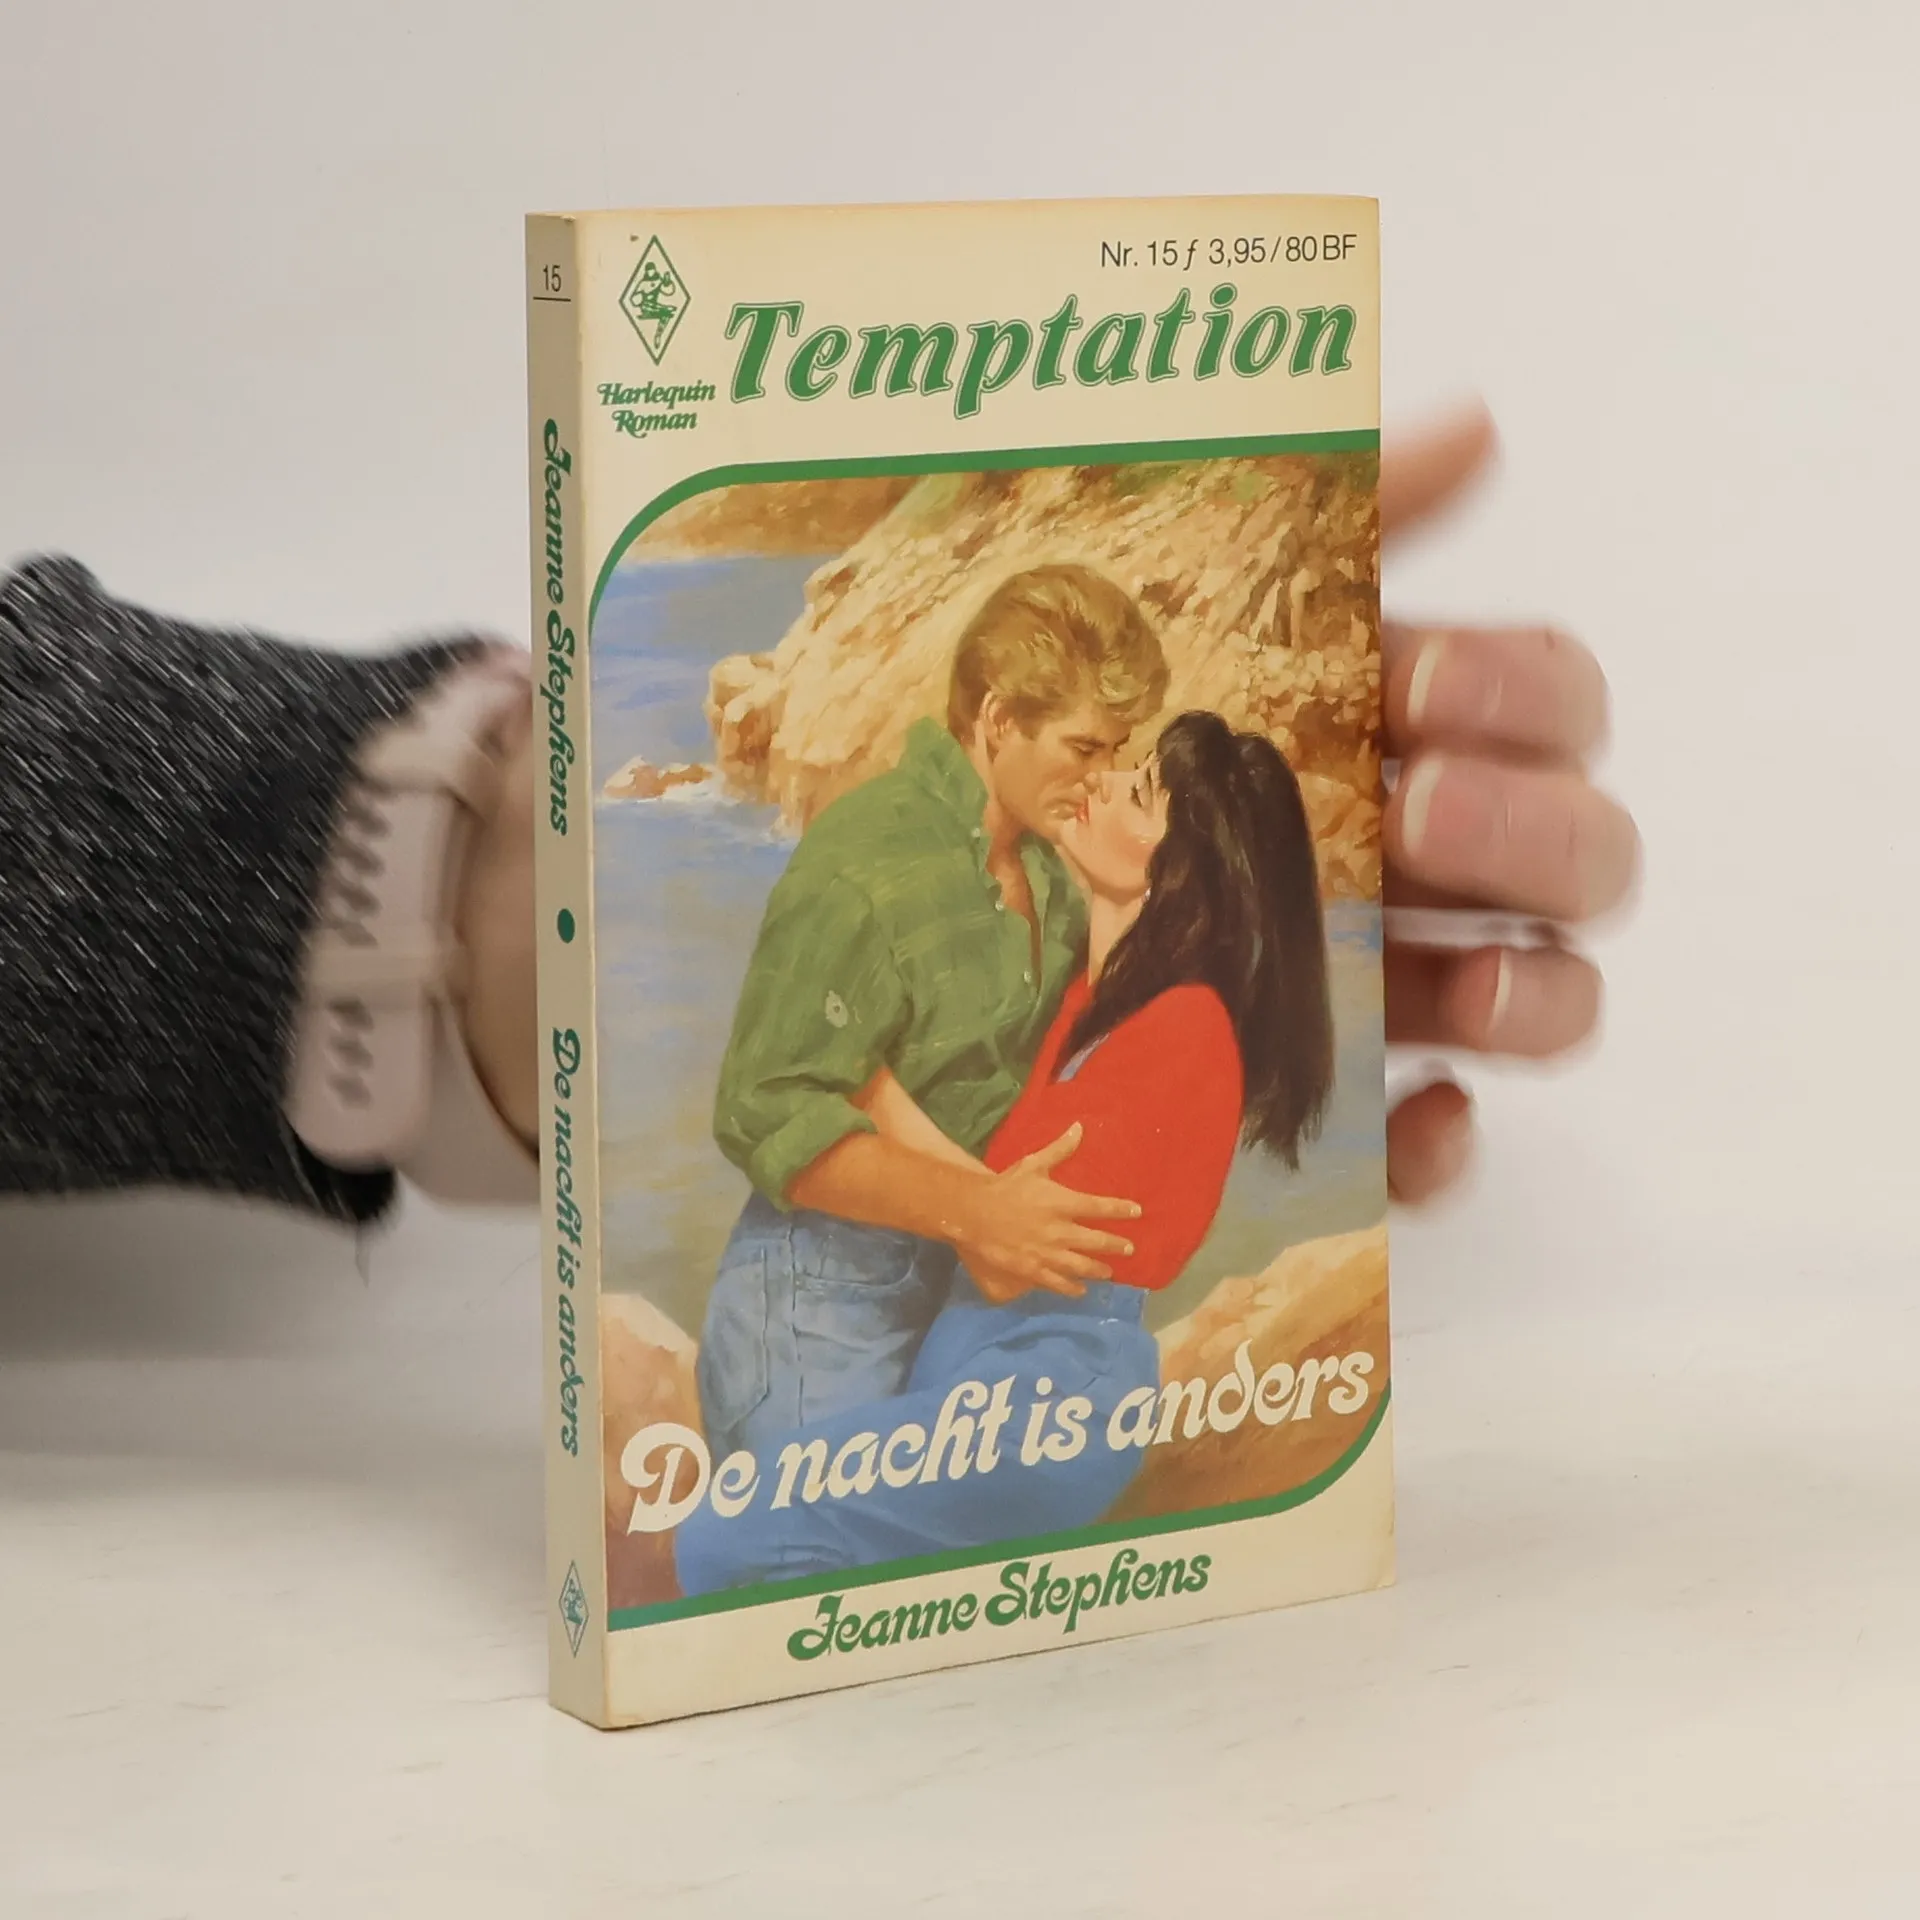 15
Jeanne Stephens
De nacht is anders
Nr. 15 ƒ 3,95/80 BF
Temptation
Harlequin
Roman
De nacht is anders
Jeanne Stephens